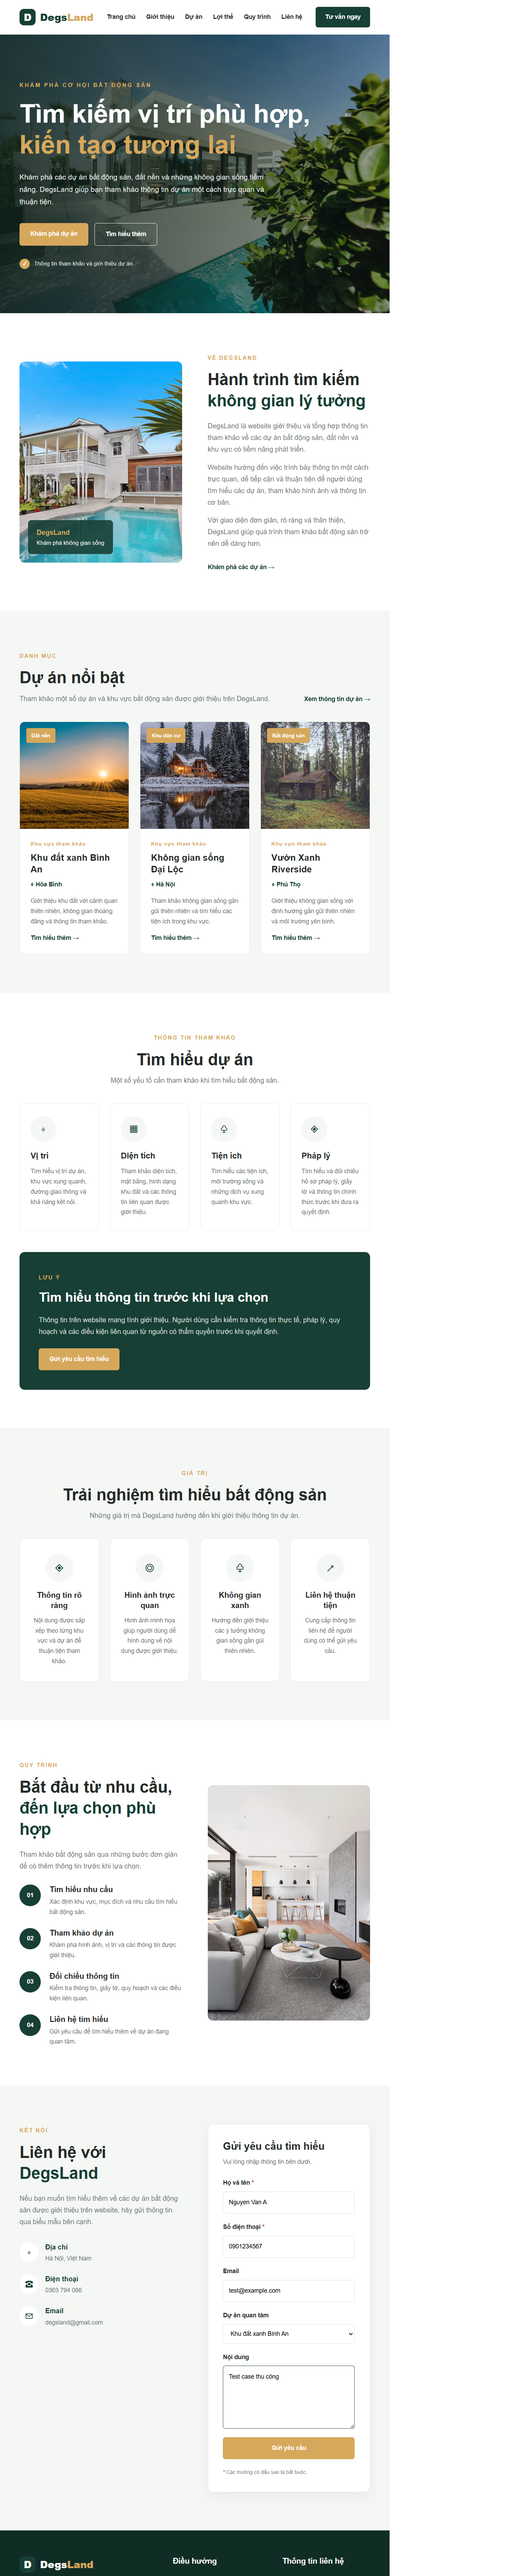 D DegsLand
Trang chủ
Giới thiệu
Dự án
Lợi thế
Quy trình
Liên hệ
Tư vấn ngay
KHÁM PHÁ CƠ HỘI BẤT ĐỘNG SẢN
Tìm kiếm vị trí phù hợp,
kiến tạo tương lai
Khám phá các dự án bất động sản, đất nền và những không gian sống tiềm
năng. DegsLand giúp bạn tham khảo thông tin dự án một cách trực quan và
thuận tiện.
Khám phá dự án
Tìm hiểu thêm
✓ Thông tin tham khảo và giới thiệu dự án
DegsLand
Khám phá không gian sống
VỀ DEGSLAND
Hành trình tìm kiếm
không gian lý tưởng
DegsLand là website giới thiệu và tổng hợp thông tin
tham khảo về các dự án bất động sản, đất nền và
khu vực có tiềm năng phát triển.
Website hướng đến việc trình bày thông tin một cách
trực quan, dễ tiếp cận và thuận tiện để người dùng
tìm hiểu các dự án, tham khảo hình ảnh và thông tin
cơ bản.
Với giao diện đơn giản, rõ ràng và thân thiện,
DegsLand giúp quá trình tham khảo bất động sản trở
nên dễ dàng hơn.
Khám phá các dự án →
DANH MỤC
Dự án nổi bật
Tham khảo một số dự án và khu vực bất động sản được giới thiệu trên DegsLand.
Xem thông tin dự án →
Đất nền
Khu vực tham khảo
Khu đất xanh Bình
An
⌖ Hòa Bình
Giới thiệu khu đất với cảnh quan
thiên nhiên, không gian thoáng
đãng và thông tin tham khảo.
Tìm hiểu thêm →
Khu dân cư
Khu vực tham khảo
Không gian sống
Đại Lộc
⌖ Hà Nội
Tham khảo không gian sống gần
gũi thiên nhiên và tìm hiểu các
tiện ích trong khu vực.
Tìm hiểu thêm →
Bất động sản
Khu vực tham khảo
Vườn Xanh
Riverside
⌖ Phú Thọ
Giới thiệu không gian sống với
định hướng gần gũi thiên nhiên
và môi trường yên bình.
Tìm hiểu thêm →
THÔNG TIN THAM KHẢO
Tìm hiểu dự án
Một số yếu tố cần tham khảo khi tìm hiểu bất động sản.
Vị trí
Tìm hiểu vị trí dự án,
khu vực xung quanh,
đường giao thông và
khả năng kết nối.
Diện tích
Tham khảo diện tích,
mặt bằng, hình dạng
khu đất và các thông
tin liên quan được
giới thiệu.
Tiện ích
Tìm hiểu các tiện ích,
môi trường sống và
những dịch vụ xung
quanh khu vực.
Pháp lý
Tìm hiểu và đối chiếu
hồ sơ pháp lý, giấy
tờ và thông tin chính
thức trước khi đưa ra
quyết định.
LƯU Ý
Tìm hiểu thông tin trước khi lựa chọn
Thông tin trên website mang tính giới thiệu. Người dùng cần kiểm tra thông tin thực tế, pháp lý, quy
hoạch và các điều kiện liên quan từ nguồn có thẩm quyền trước khi quyết định.
Gửi yêu cầu tìm hiểu
GIÁ TRỊ
Trải nghiệm tìm hiểu bất động sản
Những giá trị mà DegsLand hướng đến khi giới thiệu thông tin dự án.
Thông tin rõ
ràng
Nội dung được sắp
xếp theo từng khu
vực và dự án để
thuận tiện tham
khảo.
Hình ảnh trực
quan
Hình ảnh minh họa
giúp người dùng dễ
hình dung về nội
dung được giới thiệu.
Không gian
xanh
Hướng đến giới thiệu
các ý tưởng không
gian sống gần gũi
thiên nhiên.
Liên hệ thuận
tiện
Cung cấp thông tin
liên hệ để người
dùng có thể gửi yêu
cầu.
QUY TRÌNH
Bắt đầu từ nhu cầu,
đến lựa chọn phù
hợp
Tham khảo bất động sản qua những bước đơn giản
để có thêm thông tin trước khi lựa chọn.
01
Tìm hiểu nhu cầu
Xác định khu vực, mục đích và nhu cầu tìm hiểu
bất động sản.
02
Tham khảo dự án
Khám phá hình ảnh, vị trí và các thông tin được
giới thiệu.
03
Đối chiếu thông tin
Kiểm tra thông tin, giấy tờ, quy hoạch và các điều
kiện liên quan.
04
Liên hệ tìm hiểu
Gửi yêu cầu để tìm hiểu thêm về dự án đang
quan tâm.
KẾT NỐI
Liên hệ với
DegsLand
Nếu bạn muốn tìm hiểu thêm về các dự án bất động
sản được giới thiệu trên website, hãy gửi thông tin
qua biểu mẫu bên cạnh.
Địa chỉ
Hà Nội, Việt Nam
Điện thoại
0363 794 086
Email
degsland@gmail.com
Gửi yêu cầu tìm hiểu
Vui lòng nhập thông tin bên dưới.
Họ và tên *
Nguyen Van A
Số điện thoại *
0901234567
Email
test@example.com
Dự án quan tâm
Khu đất xanh Bình An
Nội dung
Test case thu công
Gửi yêu cầu
* Các trường có dấu sao là bắt buộc.
D DegsLand
Điều hướng
Thông tin liên hệ